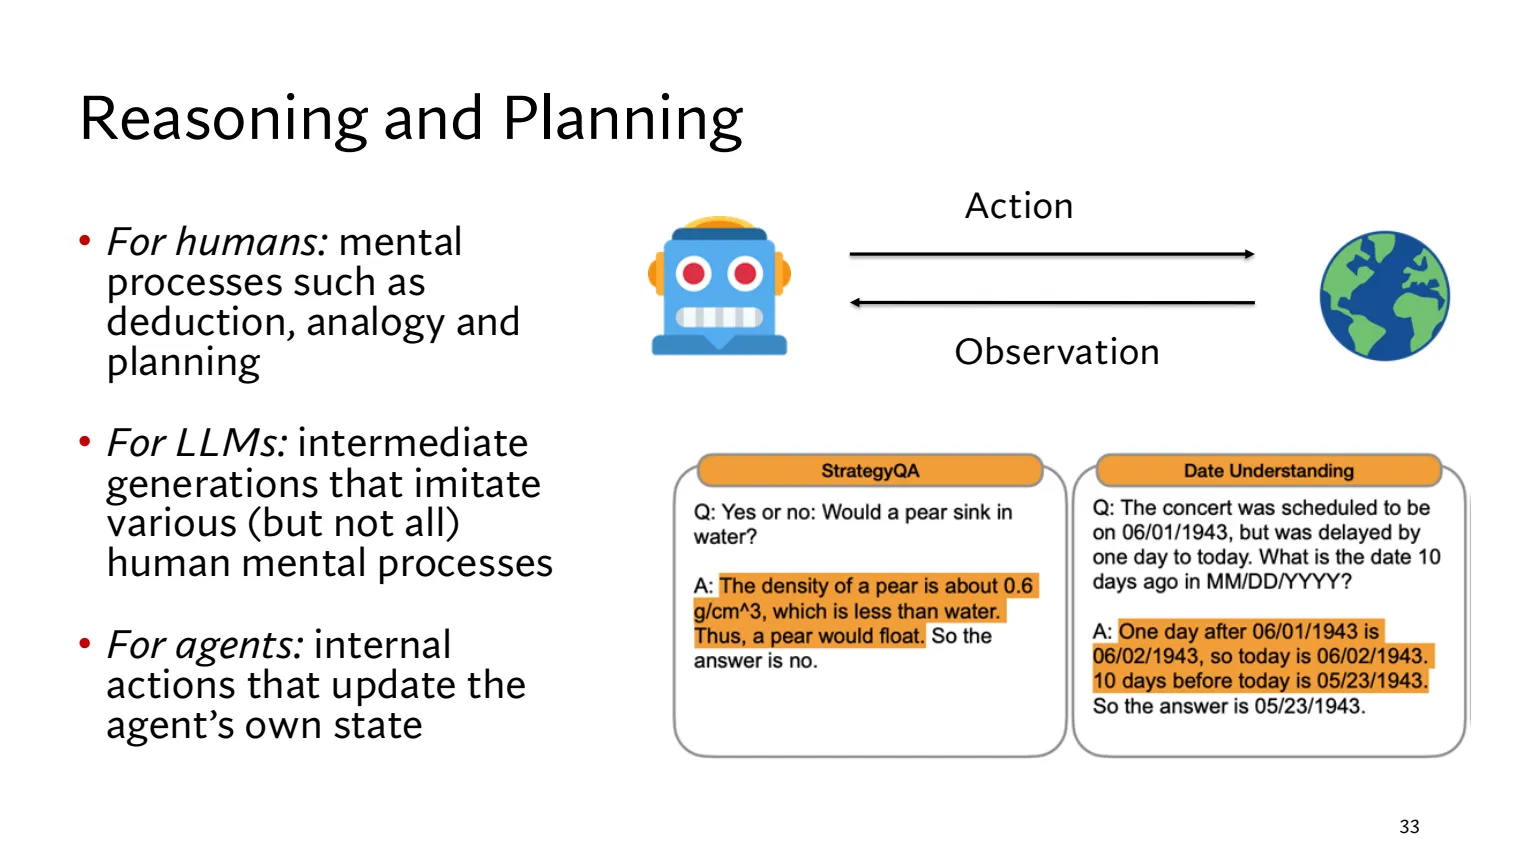 Reasoning and Planning
• For humans: mental
processes such as
deduction, analogy and
planning
• For LLMs: intermediate
generations that imitate
various (but not all)
human mental processes
• For agents: internal
actions that update the
agent’s own state
Action
Observation
StrategyQA
Q: Yes or no: Would a pear sink in
water?
A: The density of a pear is about 0.6
g/cm^3, which is less than water.
Thus, a pear would float. So the
answer is no.
Date Understanding
Q: The concert was scheduled to be
on 06/01/1943, but was delayed by
one day to today. What is the date 10
days ago in MM/DD/YYYY?
A: One day after 06/01/1943 is
06/02/1943, so today is 06/02/1943.
10 days before today is 05/23/1943.
So the answer is 05/23/1943.
33